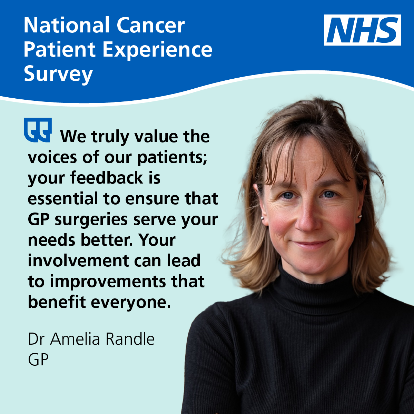 National Cancer
Patient Experience
Survey
NHS
We truly value the
voices of our patients;
your feedback is
essential to ensure that
GP surgeries serve your
needs better. Your
involvement can lead
to improvements that
benefit everyone.
Dr Amelia Randle
GP